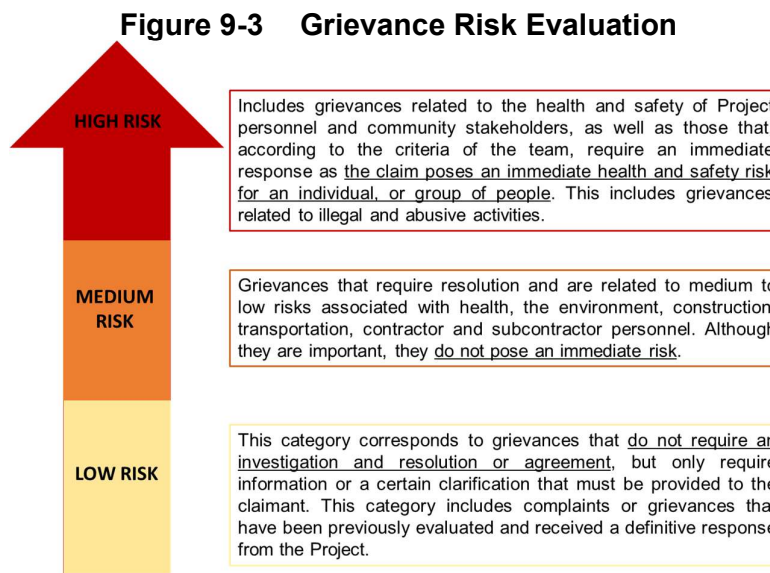 Figure 9-3 Grievance Risk Evaluation
HIGH RISK
Includes grievances related to the health and safety of Project
personnel and community stakeholders, as well as those that
according to the criteria of the team, require an immediate
response as the claim poses an immediate health and safety risk
for an individual, or group of people. This includes grievances
related to illegal and abusive activities.
MEDIUM
RISK
Grievances that require resolution and are related to medium to
low risks associated with health, the environment, construction
transportation, contractor and subcontractor personnel. Although
they are important, they do not pose an immediate risk.
LOW RISK
This category corresponds to grievances that do not require an
investigation and resolution or agreement, but only require
information or a certain clarification that must be provided to the
claimant. This category includes complaints or grievances that
have been previously evaluated and received a definitive response
from the Project.